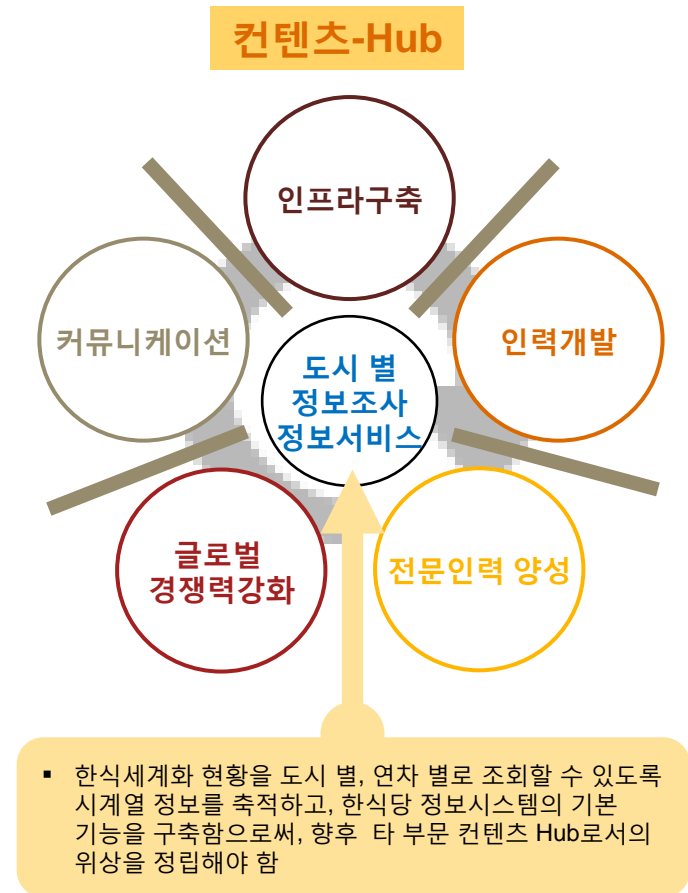 컨텐츠-Hub
인프라구축
커뮤니케이션
인력개발
도시 별
정보조사
정보서비스
글로벌
경쟁력강화
전문인력 양성
▪ 한식세계화 현황을 도시 별, 연차 별로 조회할 수 있도록
시계열 정보를 축적하고, 한식당 정보시스템의 기본
기능을 구축함으로써, 향후 타 부문 컨텐츠 Hub로서의
위상을 정립해야 함